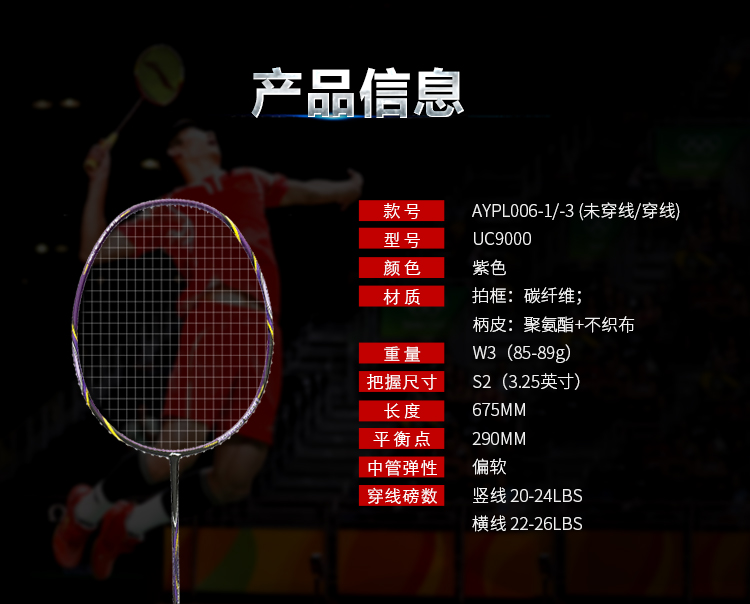 产品信息
款号 AYPL006-1/-3 (未穿线/穿线)
型号 UC9000
颜色 紫色
材质 拍框：碳纤维；
柄皮：聚氨酯+不织布
重量 W3（85-89g）
把握尺寸 S2（3.25英寸）
长度 675MM
平衡点 290MM
中管弹性 偏软
穿线磅数 竖线 20-24LBS
横线 22-26LBS